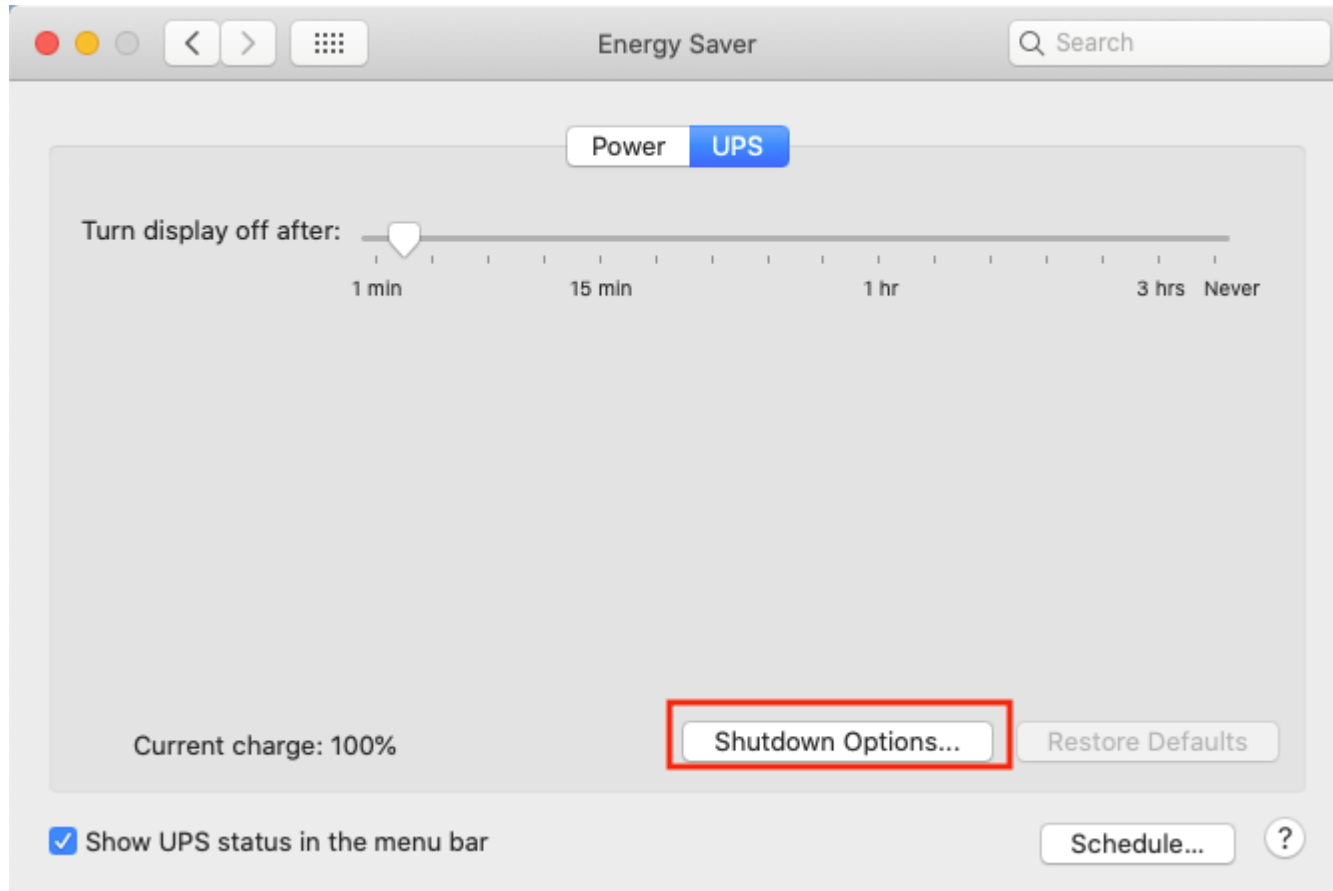 Energy Saver
Search
Power UPS
Turn display off after:
1 min 15 min 1 hr 3 hrs Never
Current charge: 100%
Shutdown Options...
Restore Defaults
Show UPS status in the menu bar
Schedule...
?